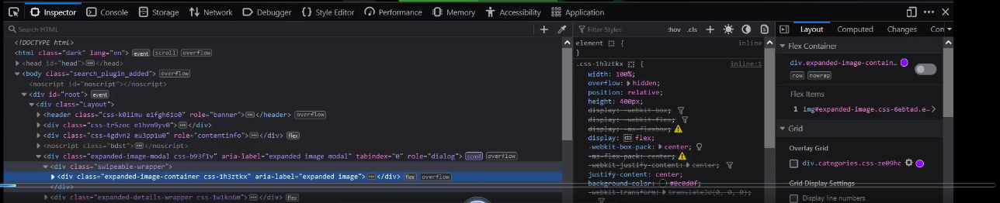 Inspector Console Storage Network Debugger Style Editor Performance Memory Accessibility Application
Search HTML
<!DOCTYPE html>
<html class="dark" lang="en"> event scroll overflow
<head id="head"> </head>
<body class="search_plugin_added"> overflow
<noscript id="noscript"></noscript>
<div id="root"> event
<div class="Layout">
<header class="css-k0i1mu eifgh6io0" role="banner"> </header> overflow
<div class="css-tr5zoc e1hvn9yv0"> </div>
<div class="css-4gdvn2 eu3pp1u0" role="contentinfo"> </div> flex
<noscript class="bdst"> </noscript>
<div class="expanded-image-modal css-b93f1v" aria-label="expanded image modal" tabindex="0" role="dialog"> scroll overflow
<div class="swipeable-wrapper">
<div class="expanded-image-container css-1h3ztkx" aria-label="expanded image"> </div> flex overflow
</div>
<div class="expanded-details-wrapper css-1w1ko6m"> </div> flex
Filter Styles :hov .cls
element { inline
}
.css-1h3ztkx { inline:1
width: 100%;
overflow: hidden;
position: relative;
height: 400px;
display: -webkit-box;
display: -webkit-flex;
display: -ms-flexbox;
display: flex;
-webkit-box-pack: center;
-ms-flex-pack: center;
-webkit-justify-content: center;
justify-content: center;
background-color: #0c0d0f;
-webkit-transform: translate3d(0, 0, 0);
Layout Computed Changes Con
Flex Container
div.expanded-image-contain…
row nowrap
Flex Items
1 img#expanded-image.css-6ebtad.e…
Grid
Overlay Grid
div.categories.css-ze09hc
Grid Display Settings
Display line numbers